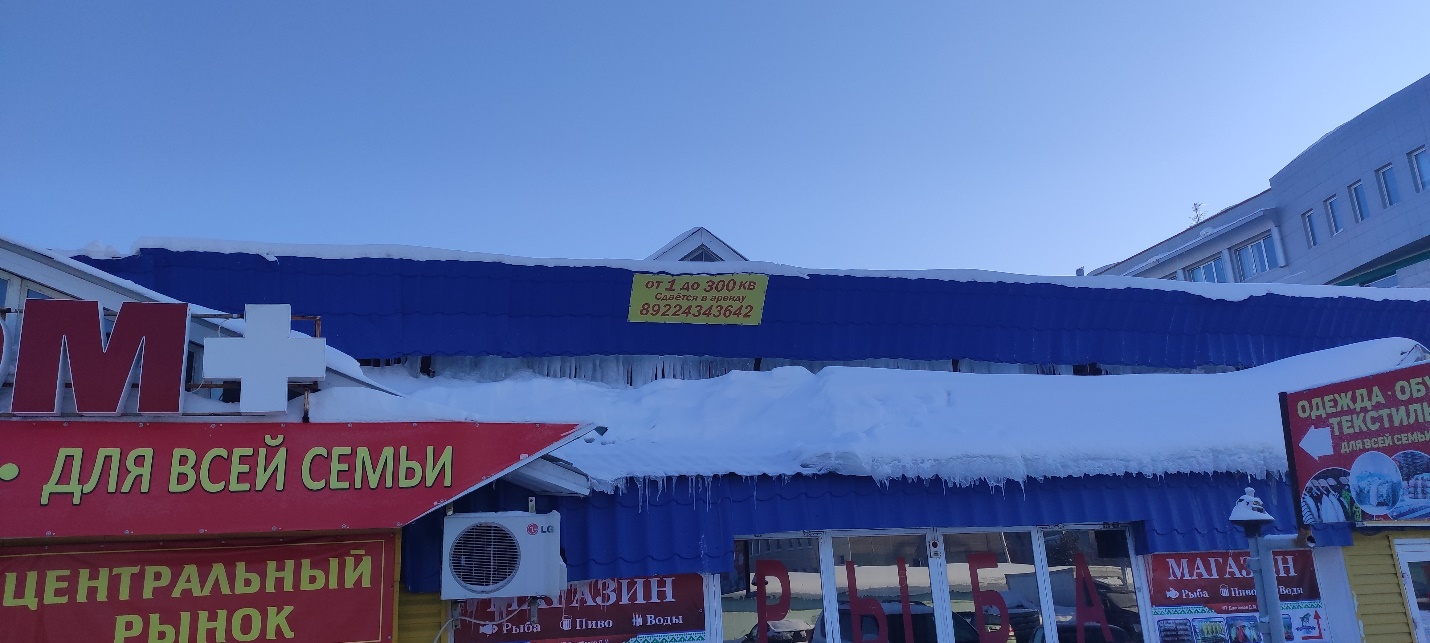 от 1 до 300 кв
Сдаётся в аренду
89224343642
М
ДЛЯ ВСЕЙ СЕМЬИ
ЦЕНТРАЛЬНЫЙ
РЫНОК
LG
МАГАЗИН
Рыба Пиво Воды
РЫБА
МАГАЗИН
Рыба Пиво Воды
ОДЕЖДА · ОБУ
ТЕКСТИЛЬ
ДЛЯ ВСЕЙ СЕМЬИ